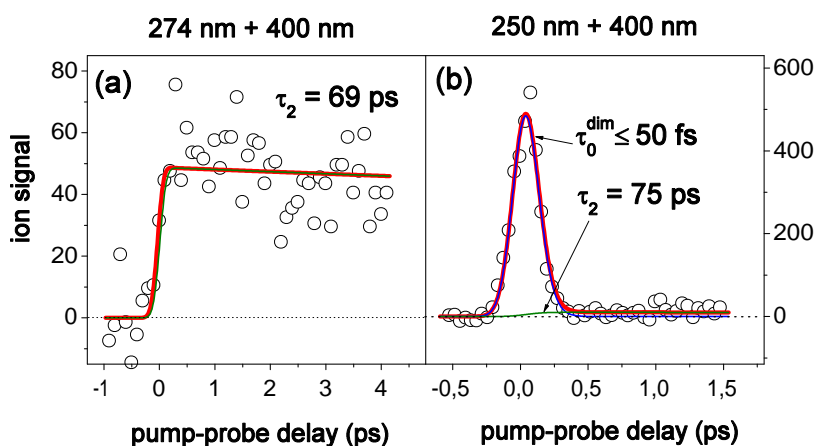 274 nm + 400 nm
250 nm + 400 nm
(a)
τ₂ = 69 ps
ion signal
80
60
40
20
0
-1
0
1
2
3
4
pump-probe delay (ps)
(b)
τ₀ᵈⁱᵐ ≤ 50 fs
τ₂ = 75 ps
600
400
200
0
-0,5
0,0
0,5
1,0
1,5
pump-probe delay (ps)